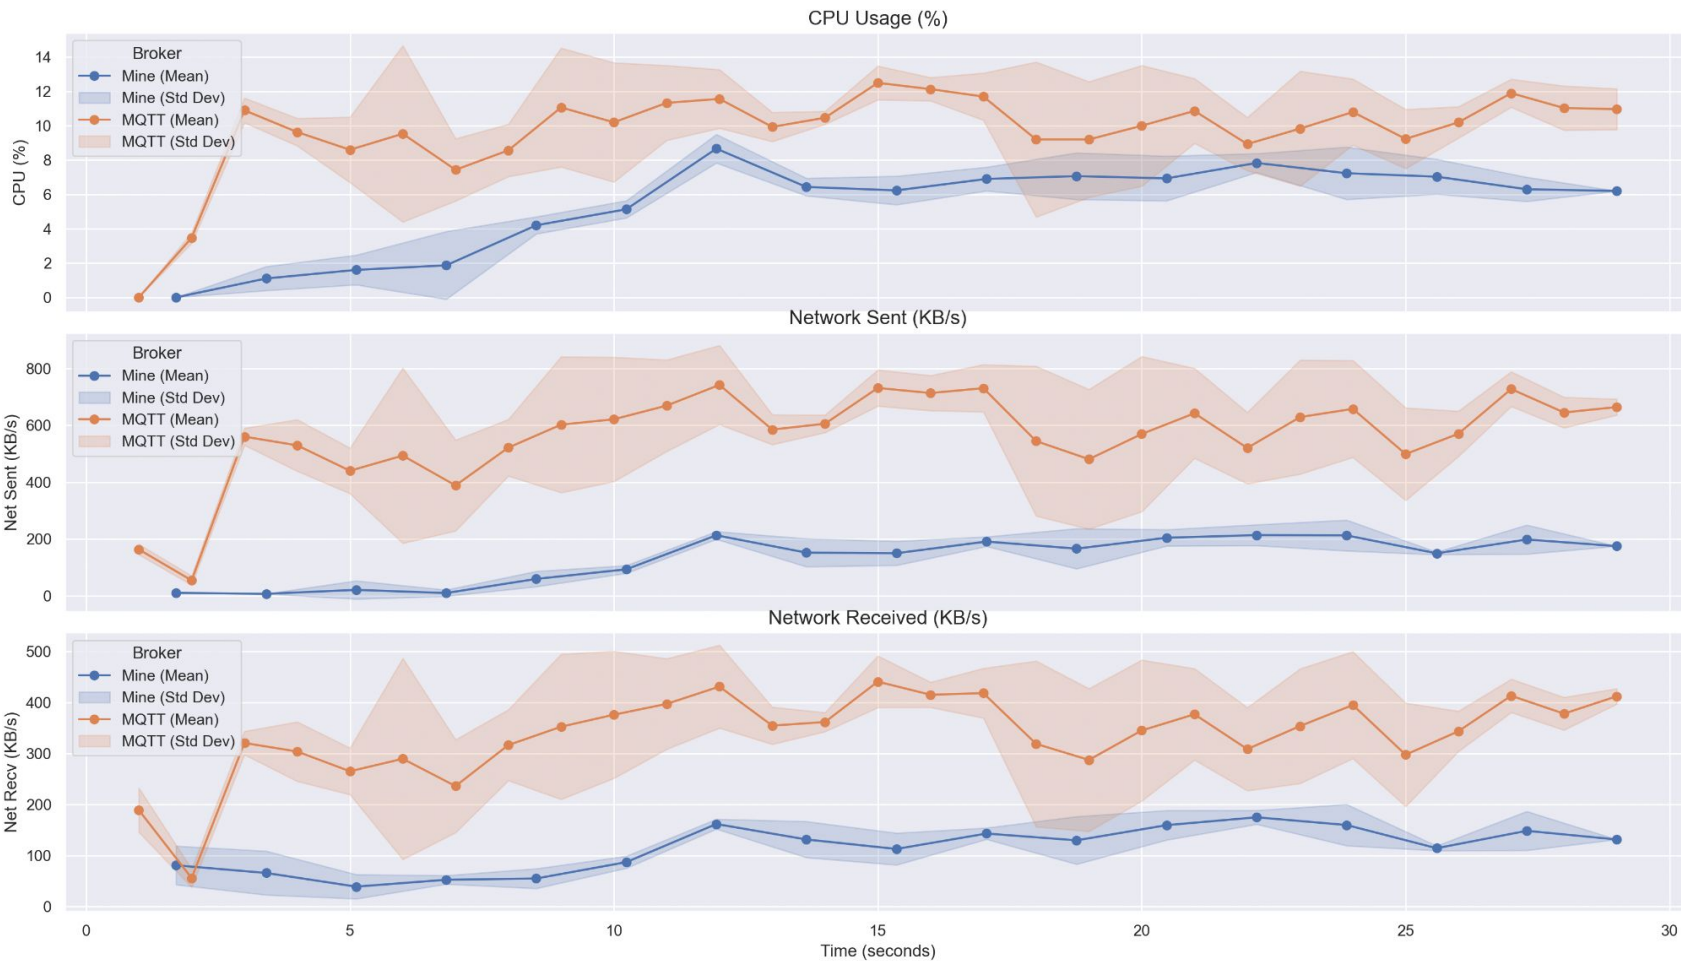 CPU Usage (%)
CPU (%)
14
12
10
8
6
4
2
0
Broker
Mine (Mean)
Mine (Std Dev)
MQTT (Mean)
MQTT (Std Dev)
Network Sent (KB/s)
Net Sent (KB/s)
800
600
400
200
0
Broker
Mine (Mean)
Mine (Std Dev)
MQTT (Mean)
MQTT (Std Dev)
Network Received (KB/s)
Net Recv (KB/s)
500
400
300
200
100
0
Broker
Mine (Mean)
Mine (Std Dev)
MQTT (Mean)
MQTT (Std Dev)
0 5 10 15 20 25 30
Time (seconds)